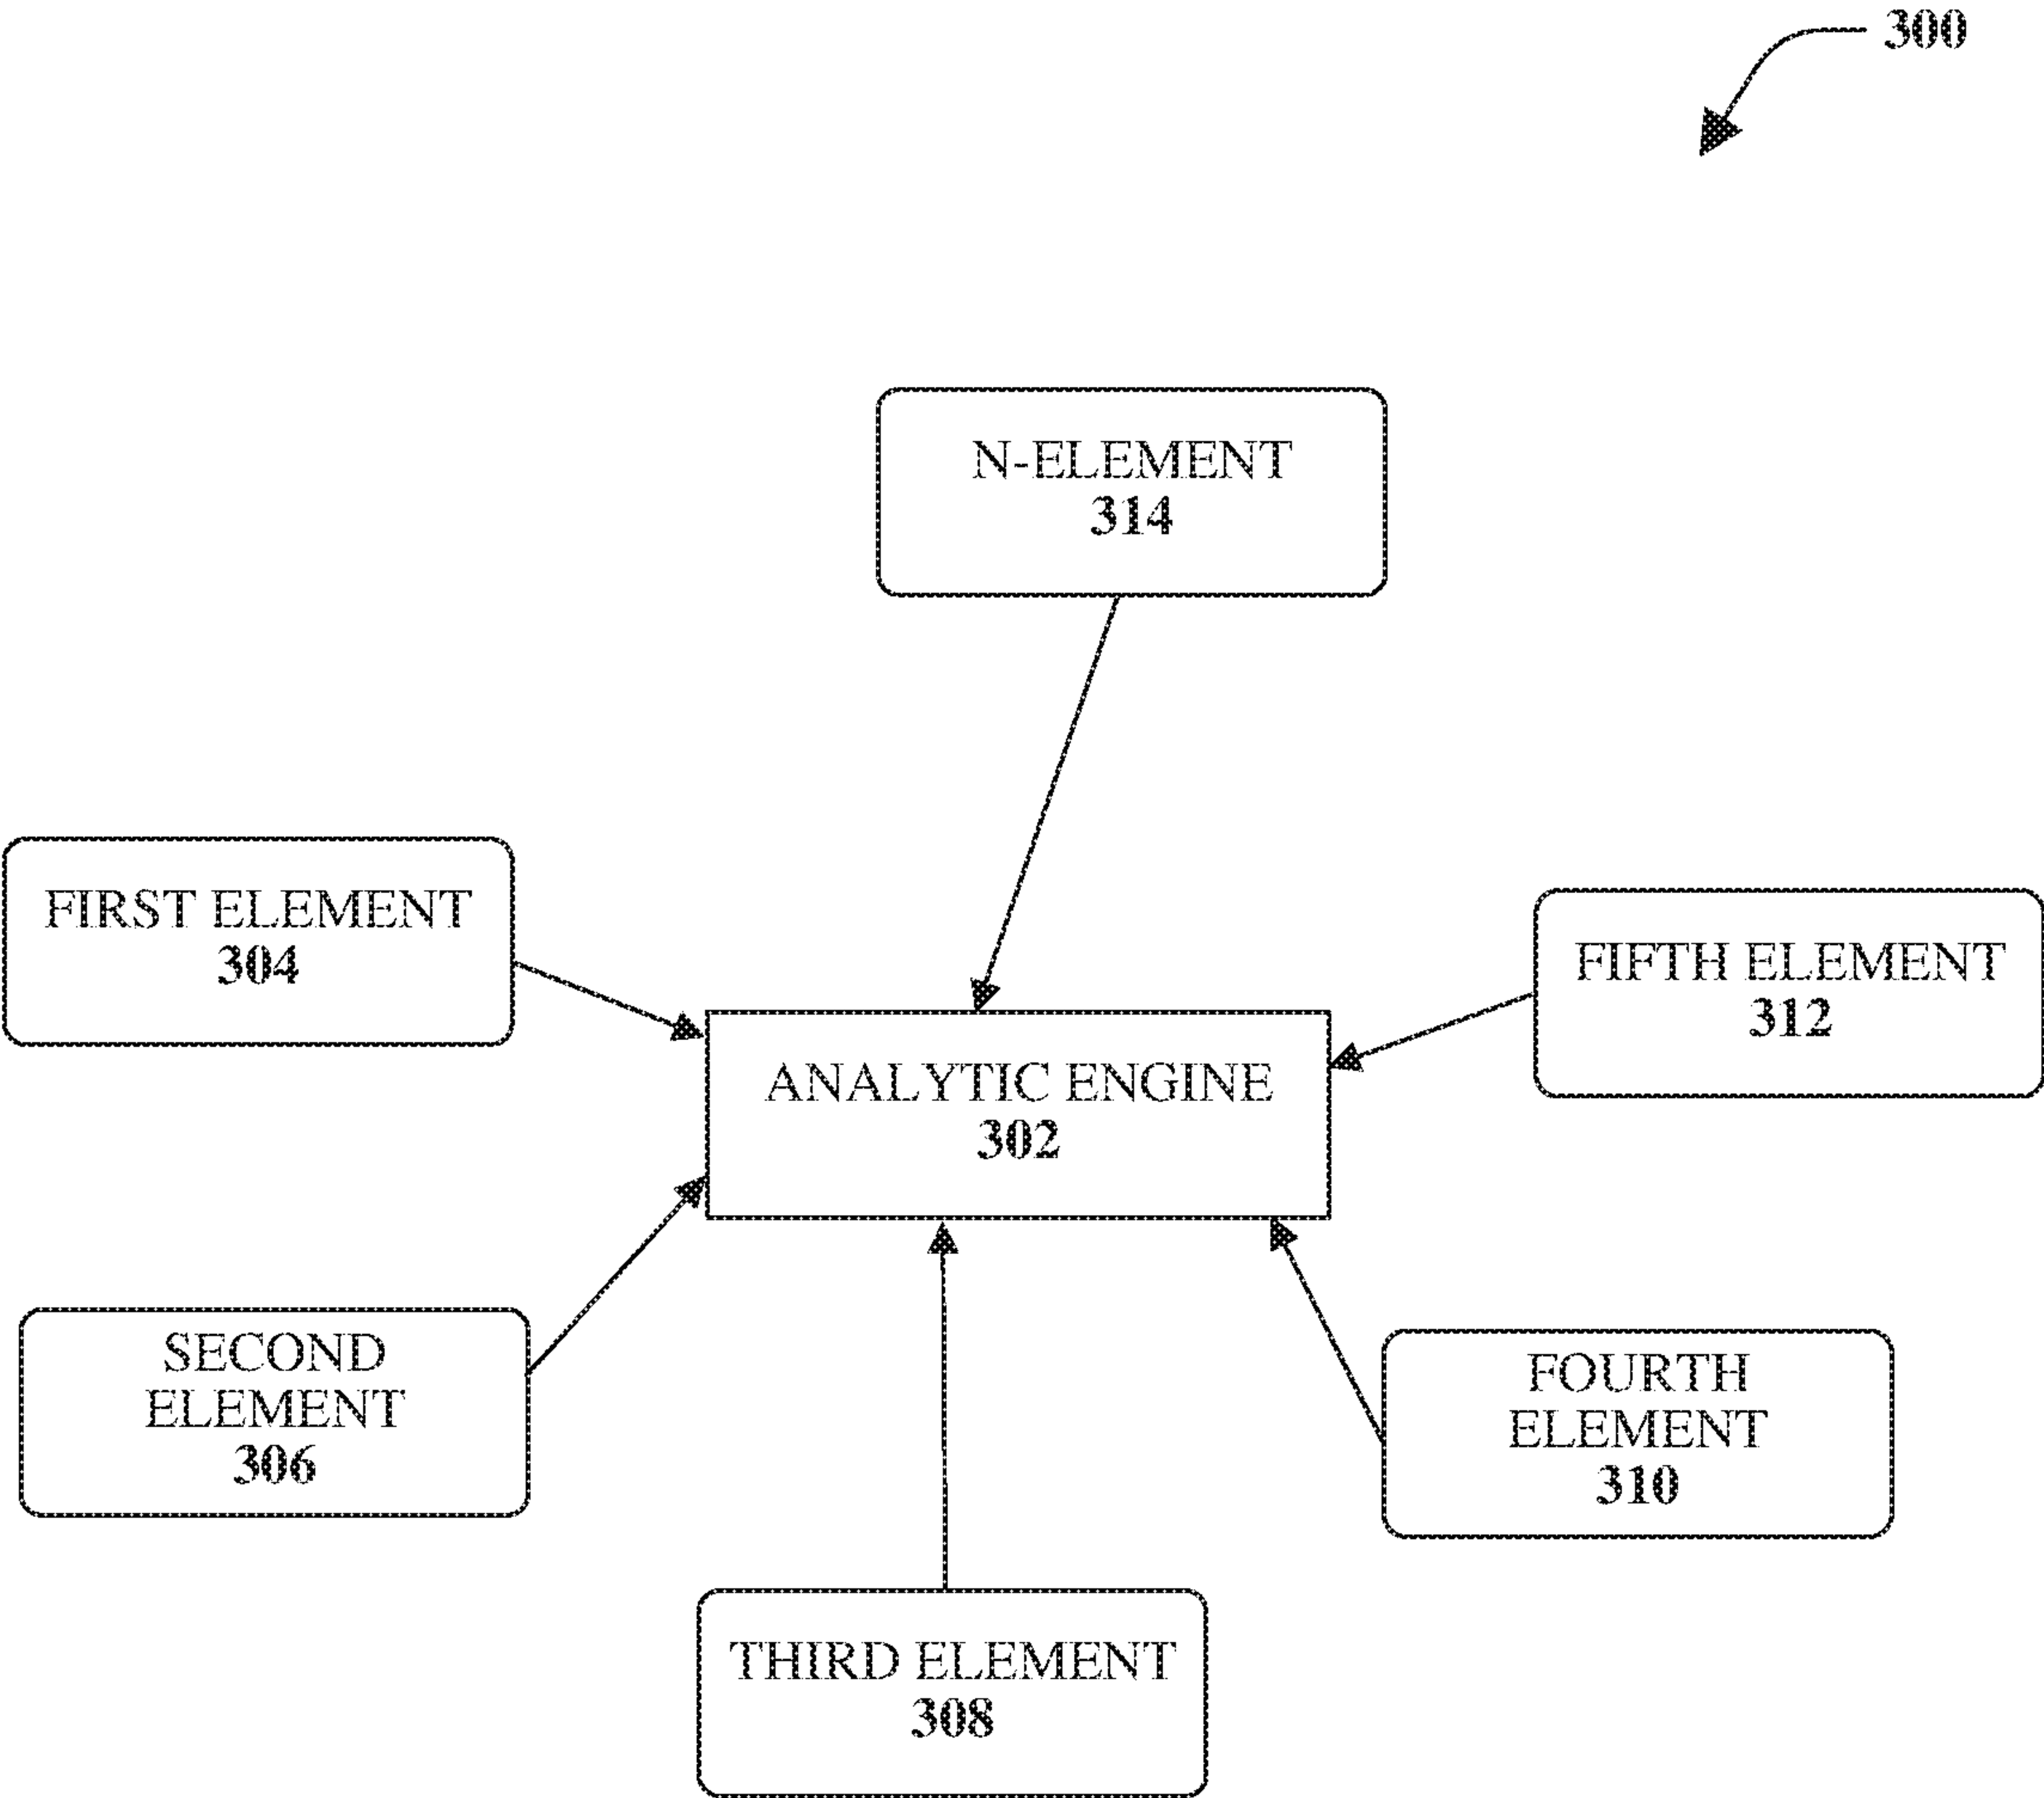 300
N-ELEMENT
314
FIRST ELEMENT
304
FIFTH ELEMENT
312
ANALYTIC ENGINE
302
SECOND
ELEMENT
306
FOURTH
ELEMENT
310
THIRD ELEMENT
308